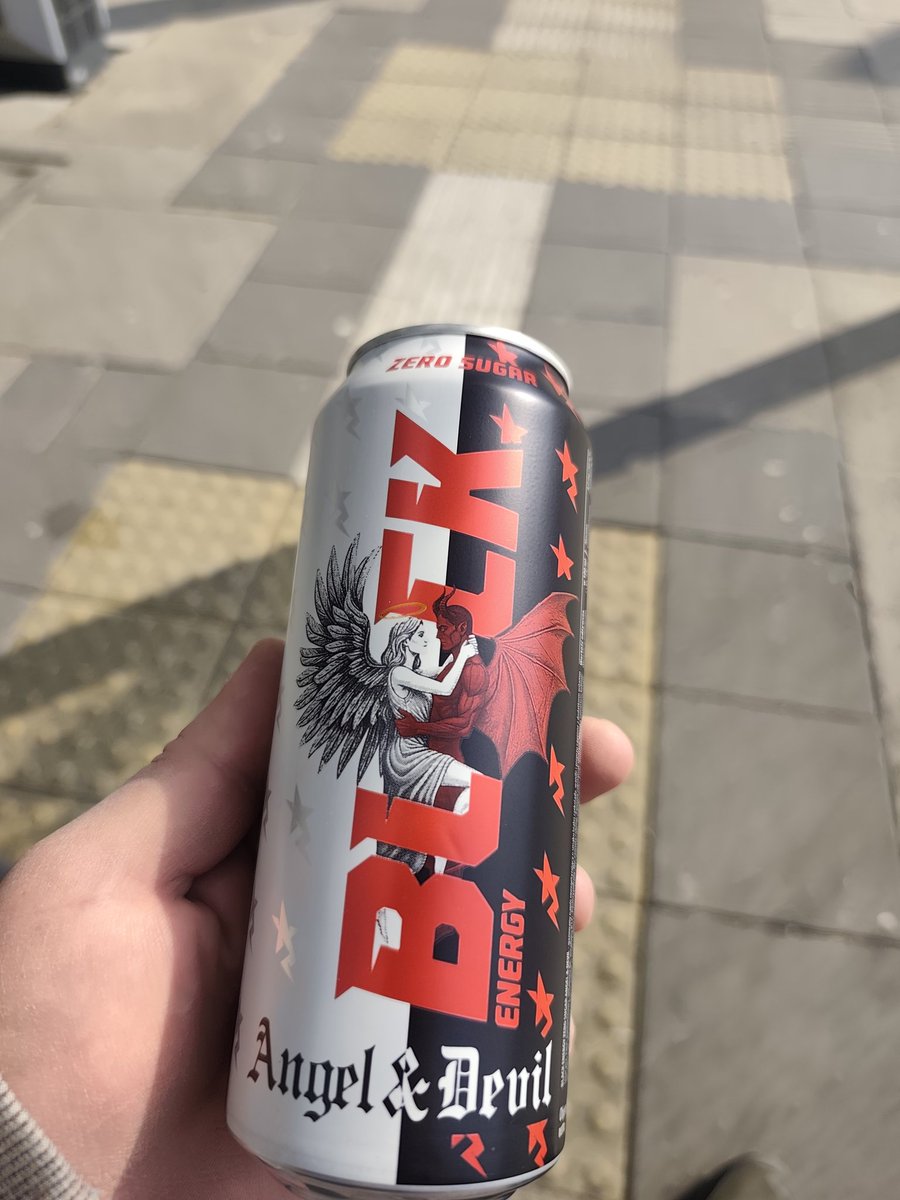 ZERO SUGAR
BLACK
ENERGY
Angel & Devil